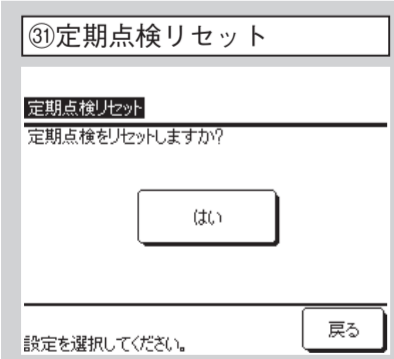 ㉛定期点検リセット
定期点検リセット
定期点検をリセットしますか?
はい
設定を選択してください。
戻る